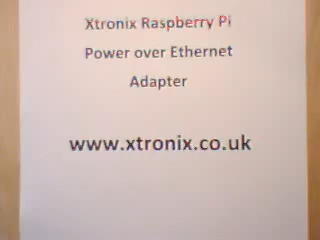 Xtronix Raspberry Pi
Power over Ethernet
Adapter
www.xtronix.co.uk